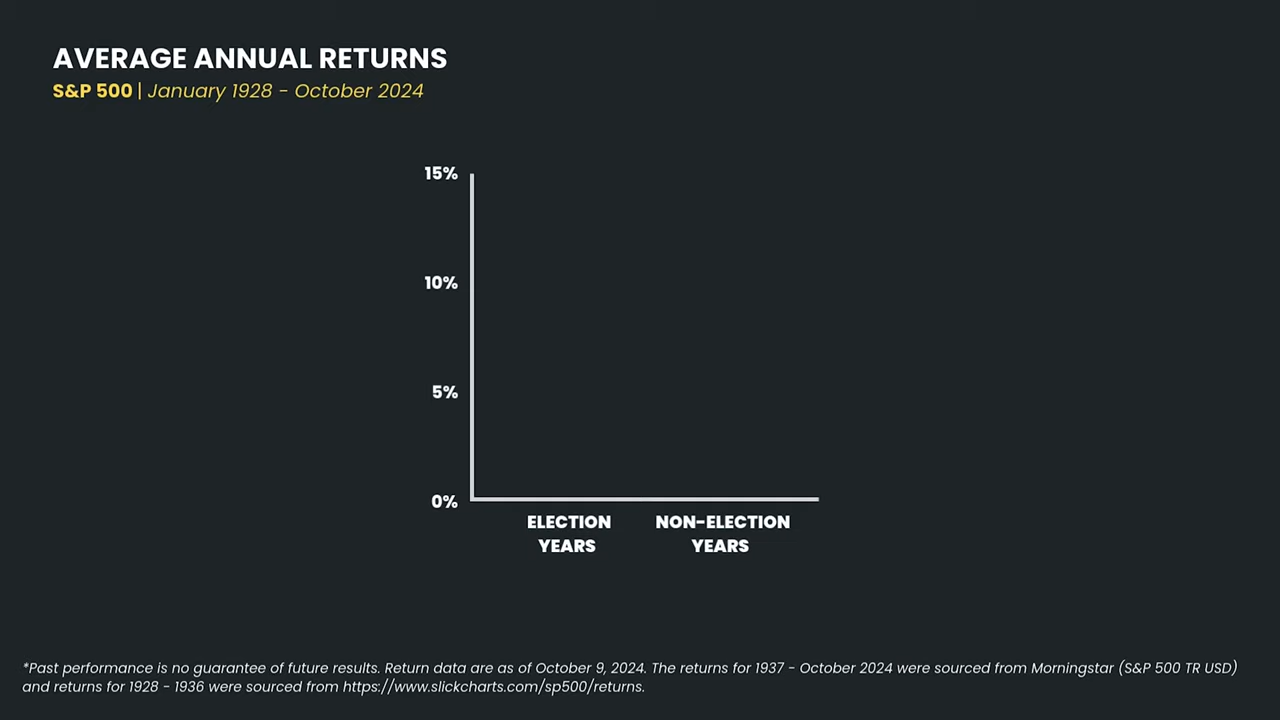 AVERAGE ANNUAL RETURNS
S&P 500 | January 1928 - October 2024
15%
10%
5%
0%
ELECTION
YEARS
NON-ELECTION
YEARS
*Past performance is no guarantee of future results. Return data are as of October 9, 2024. The returns for 1937 - October 2024 were sourced from Morningstar (S&P 500 TR USD)
and returns for 1928 - 1936 were sourced from https://www.slickcharts.com/sp500/returns.